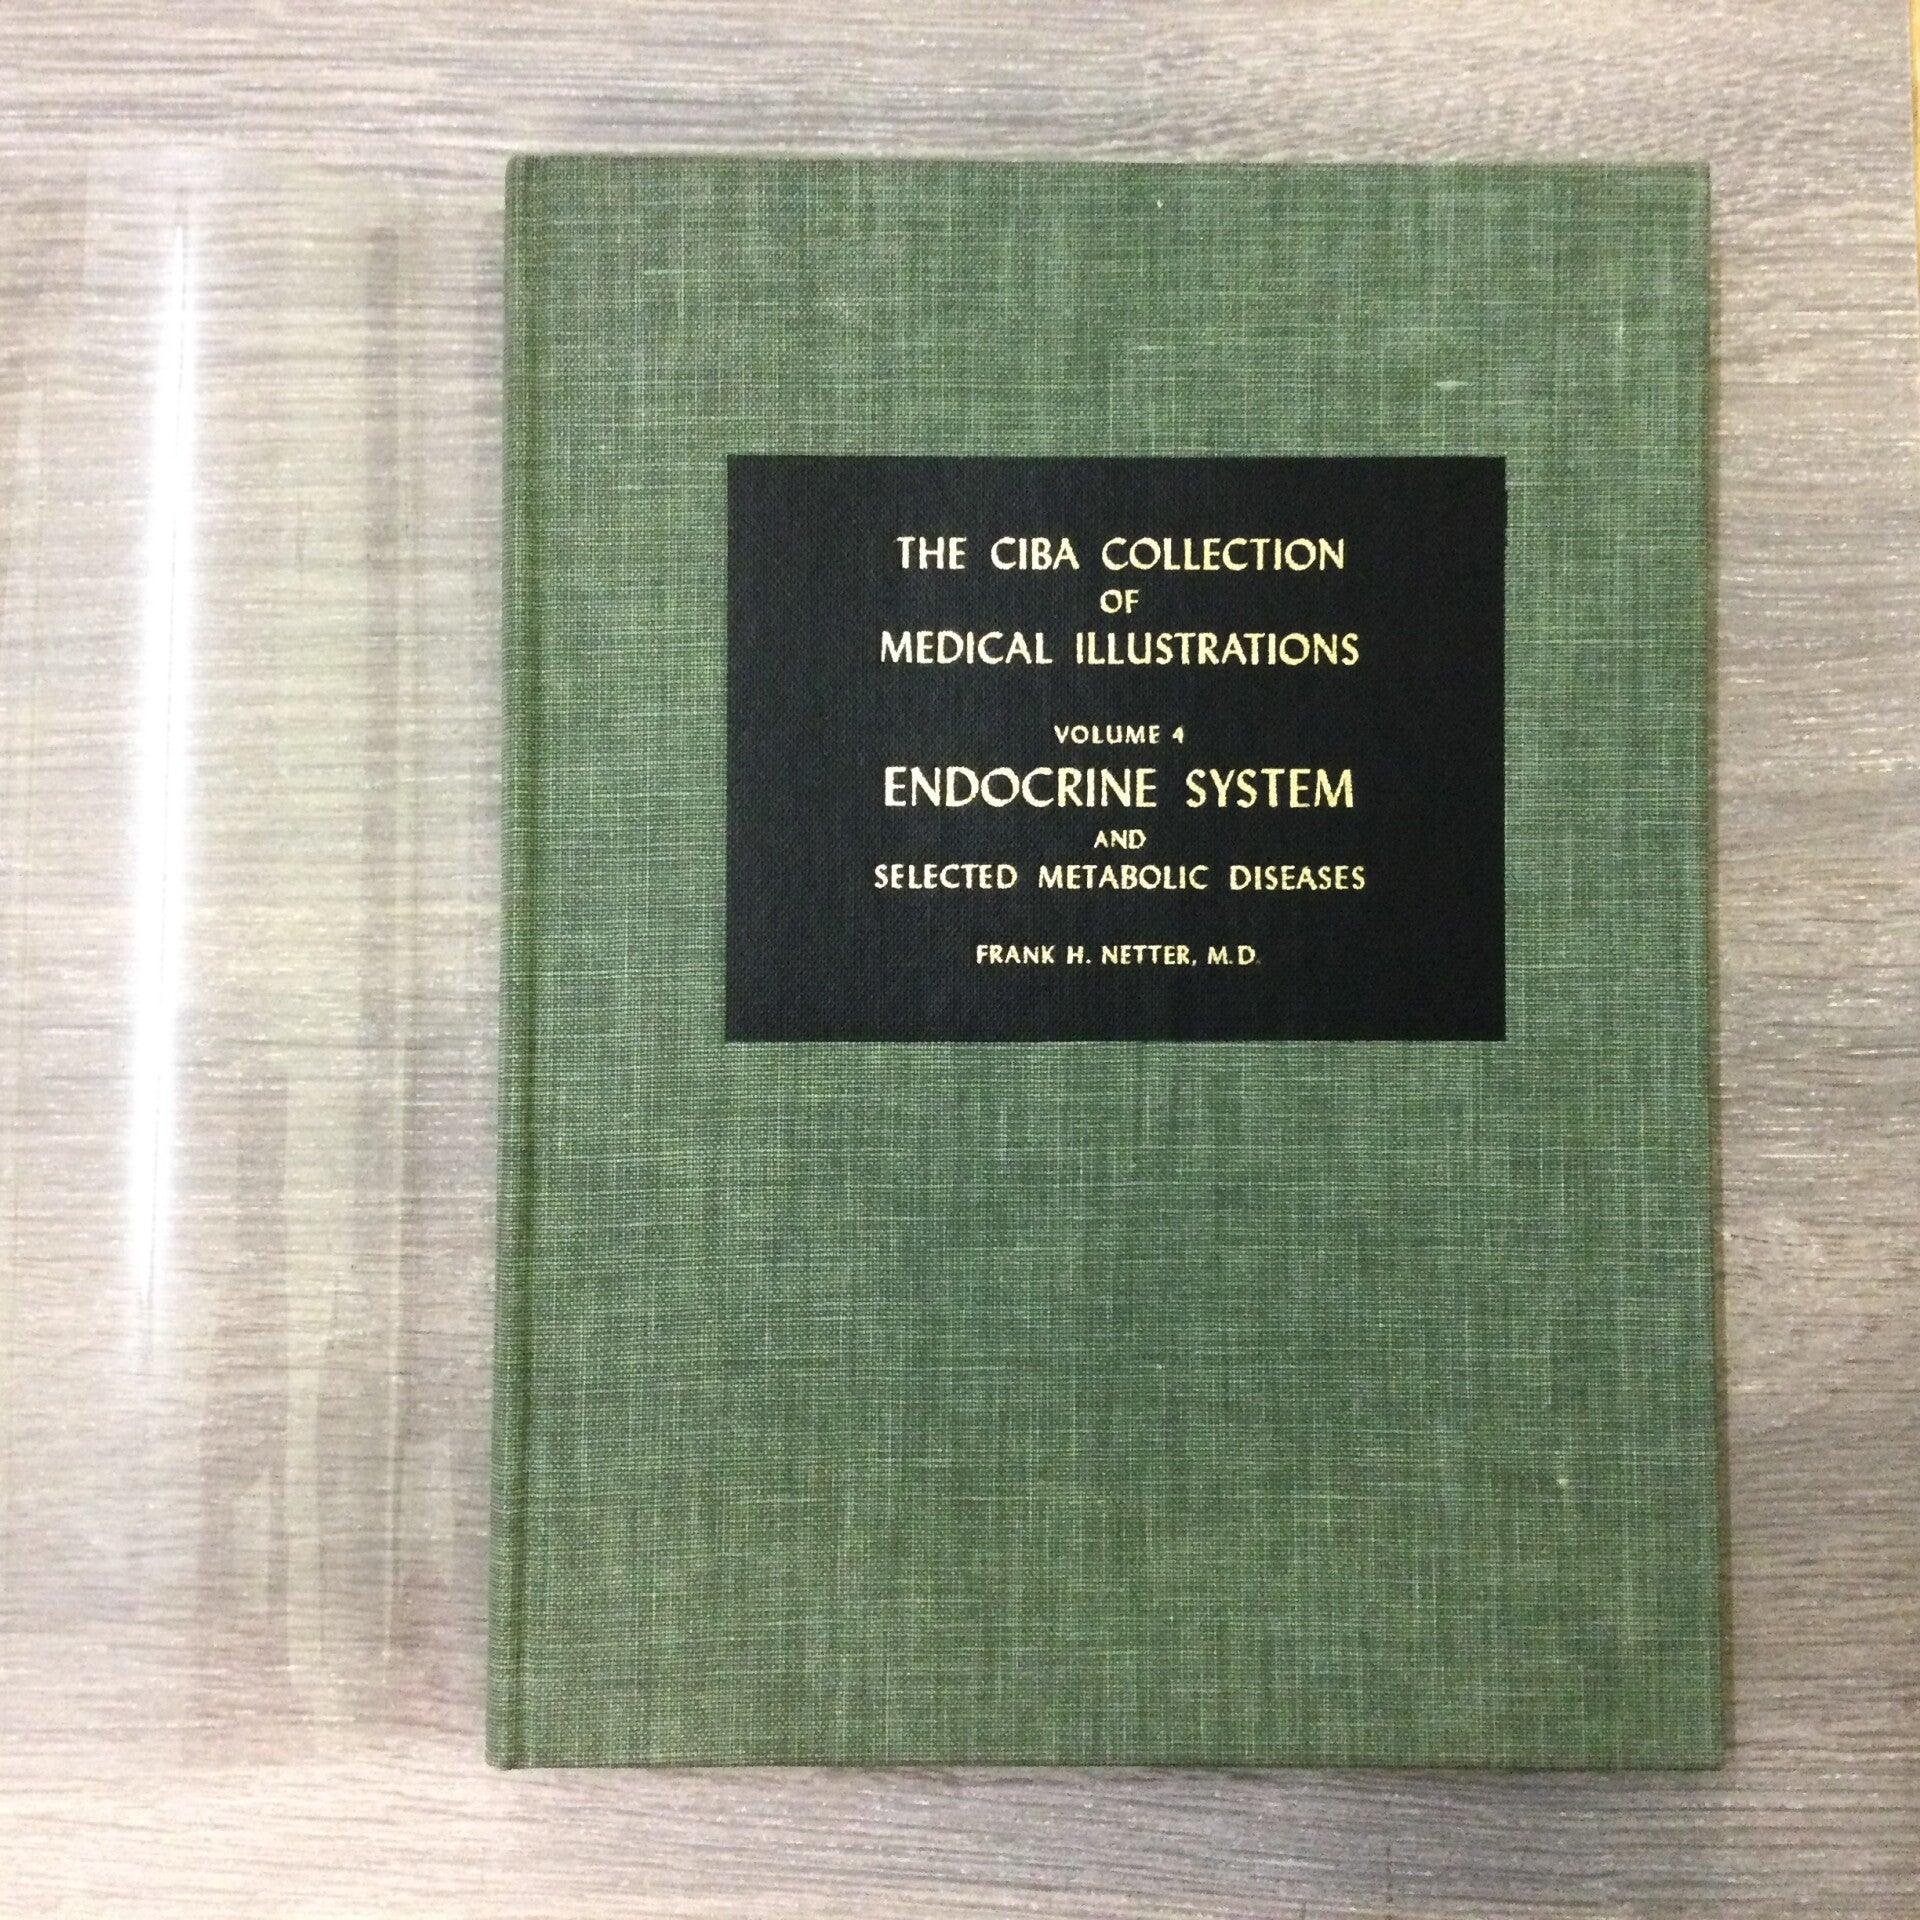 THE CIBA COLLECTION
OF
MEDICAL ILLUSTRATIONS
VOLUME 4
ENDOCRINE SYSTEM
AND
SELECTED METABOLIC DISEASES
FRANK H. NETTER, M.D.